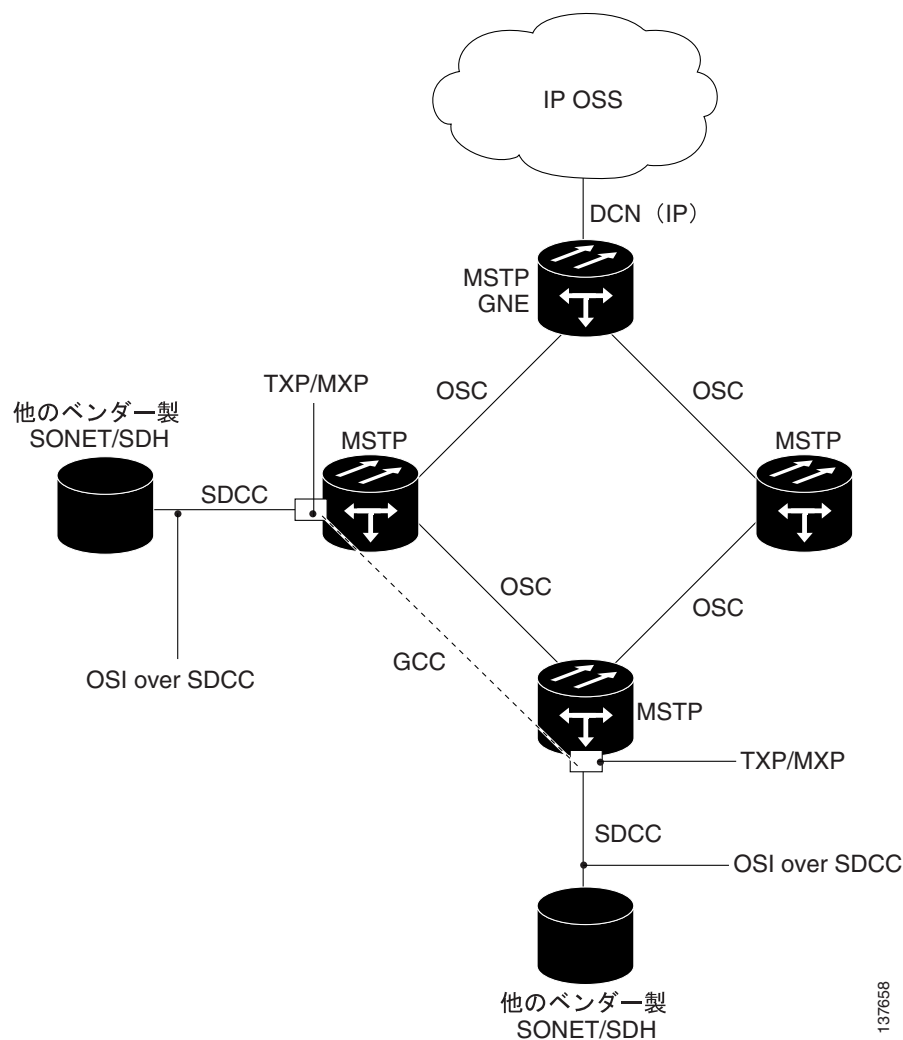 IP OSS
DCN（IP）
MSTP
GNE
OSC
OSC
TXP/MXP
他のベンダー製
SONET/SDH
MSTP
MSTP
SDCC
OSC
OSC
OSI over SDCC
GCC
MSTP
TXP/MXP
SDCC
OSI over SDCC
他のベンダー製
SONET/SDH
137658